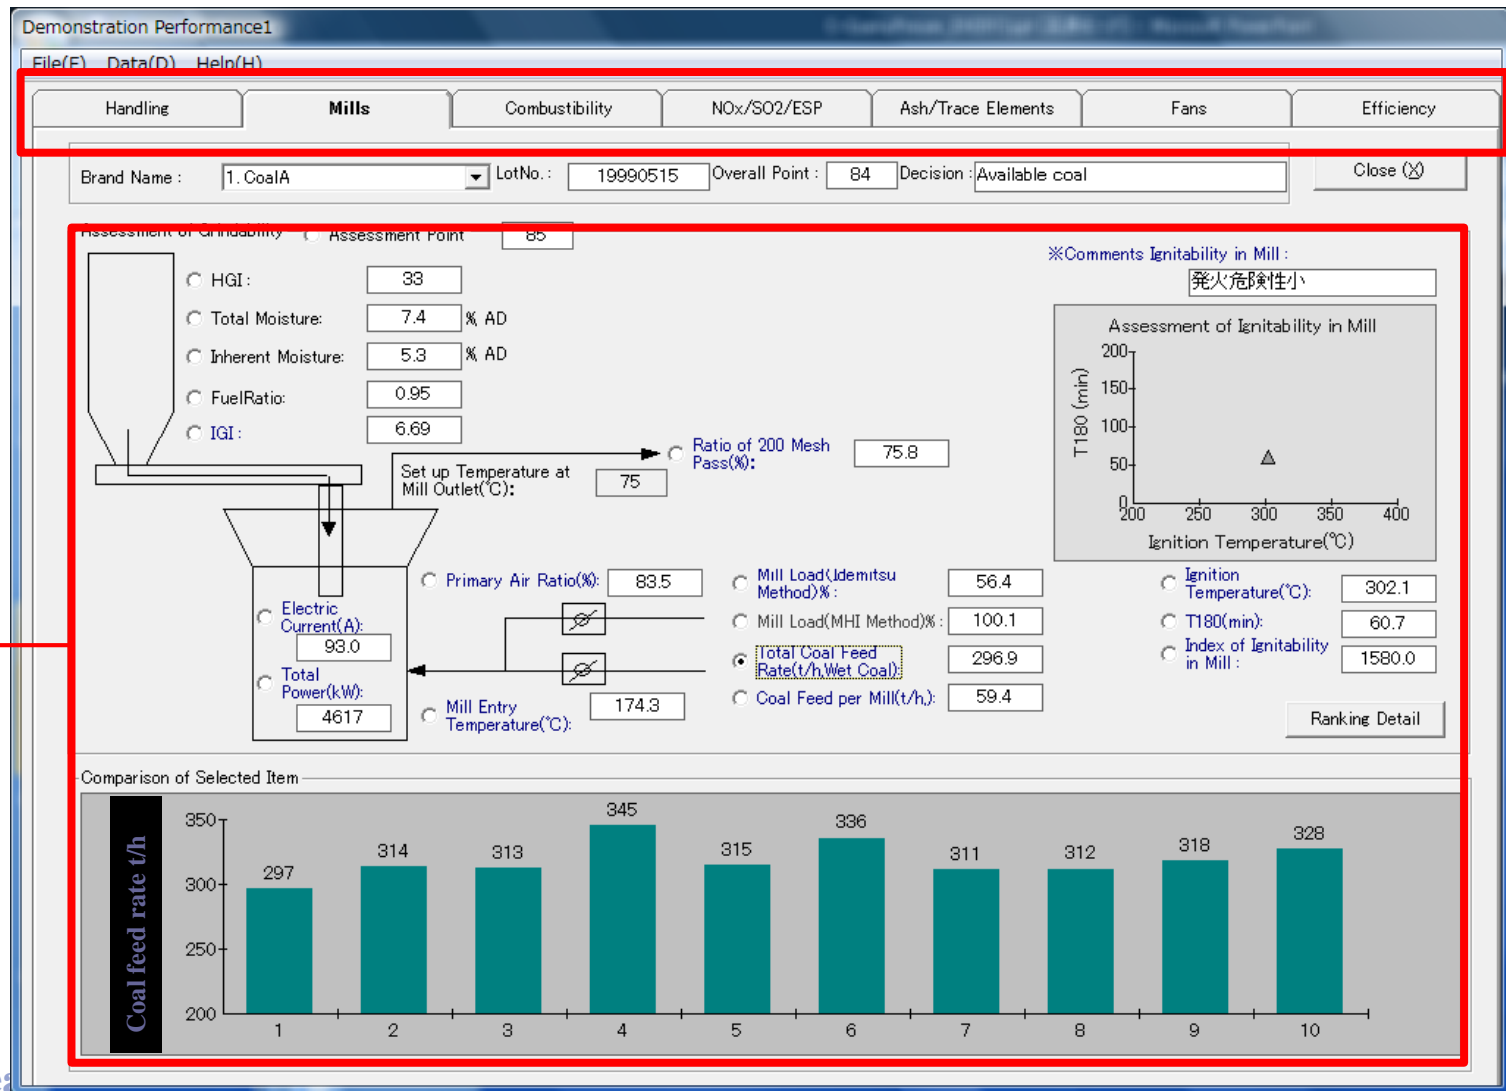 Demonstration Performance1
File(F) Data(D) Help(H)
Handling Mills Combustibility NOx/SO2/ESP Ash/Trace Elements Fans Efficiency
Brand Name : 1. CoalA LotNo. : 19990515 Overall Point : 84 Decision : Available coal Close (X)
Assessment of Grindability Assessment Point 85
※Comments Ignitability in Mill :
発火危険性小
HGI : 33
Total Moisture: 7.4 %, AD
Inherent Moisture: 5.3 %, AD
FuelRatio: 0.95
IGI : 6.69
Assessment of Ignitability in Mill
T180 (min)
200
150
100
50
0
200 250 300 350 400
Ignition Temperature(℃)
Set up Temperature at
Mill Outlet(℃): 75
Ratio of 200 Mesh
Pass(%): 75.8
Primary Air Ratio(%): 83.5
Electric
Current(A):
93.0
Total
Power(kW):
4617
Mill Entry
Temperature(℃): 174.3
Mill Load(Idemitsu
Method)% : 56.4
Mill Load(MHI Method)% : 100.1
Total Coal Feed
Rate(t/h,Wet Coal): 296.9
Coal Feed per Mill(t/h,): 59.4
Ignition
Temperature(℃): 302.1
T180(min): 60.7
Index of Ignitability
in Mill : 1580.0
Ranking Detail
Comparison of Selected Item
Coal feed rate t/h
350
300
250
200
297 314 313 345 315 336 311 312 318 328
1 2 3 4 5 6 7 8 9 10